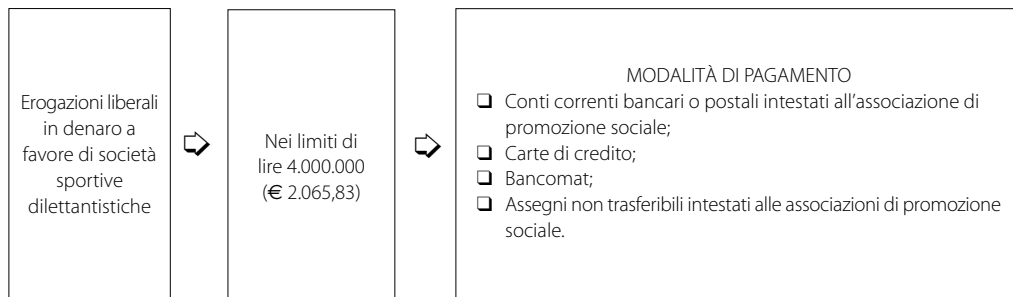 Erogazioni liberali
in denaro a
favore di società
sportive
dilettantistiche
Nei limiti di
lire 4.000.000
(€ 2.065,83)
MODALITÀ DI PAGAMENTO
❑ Conti correnti bancari o postali intestati all’associazione di
promozione sociale;
❑ Carte di credito;
❑ Bancomat;
❑ Assegni non trasferibili intestati alle associazioni di promozione
sociale.